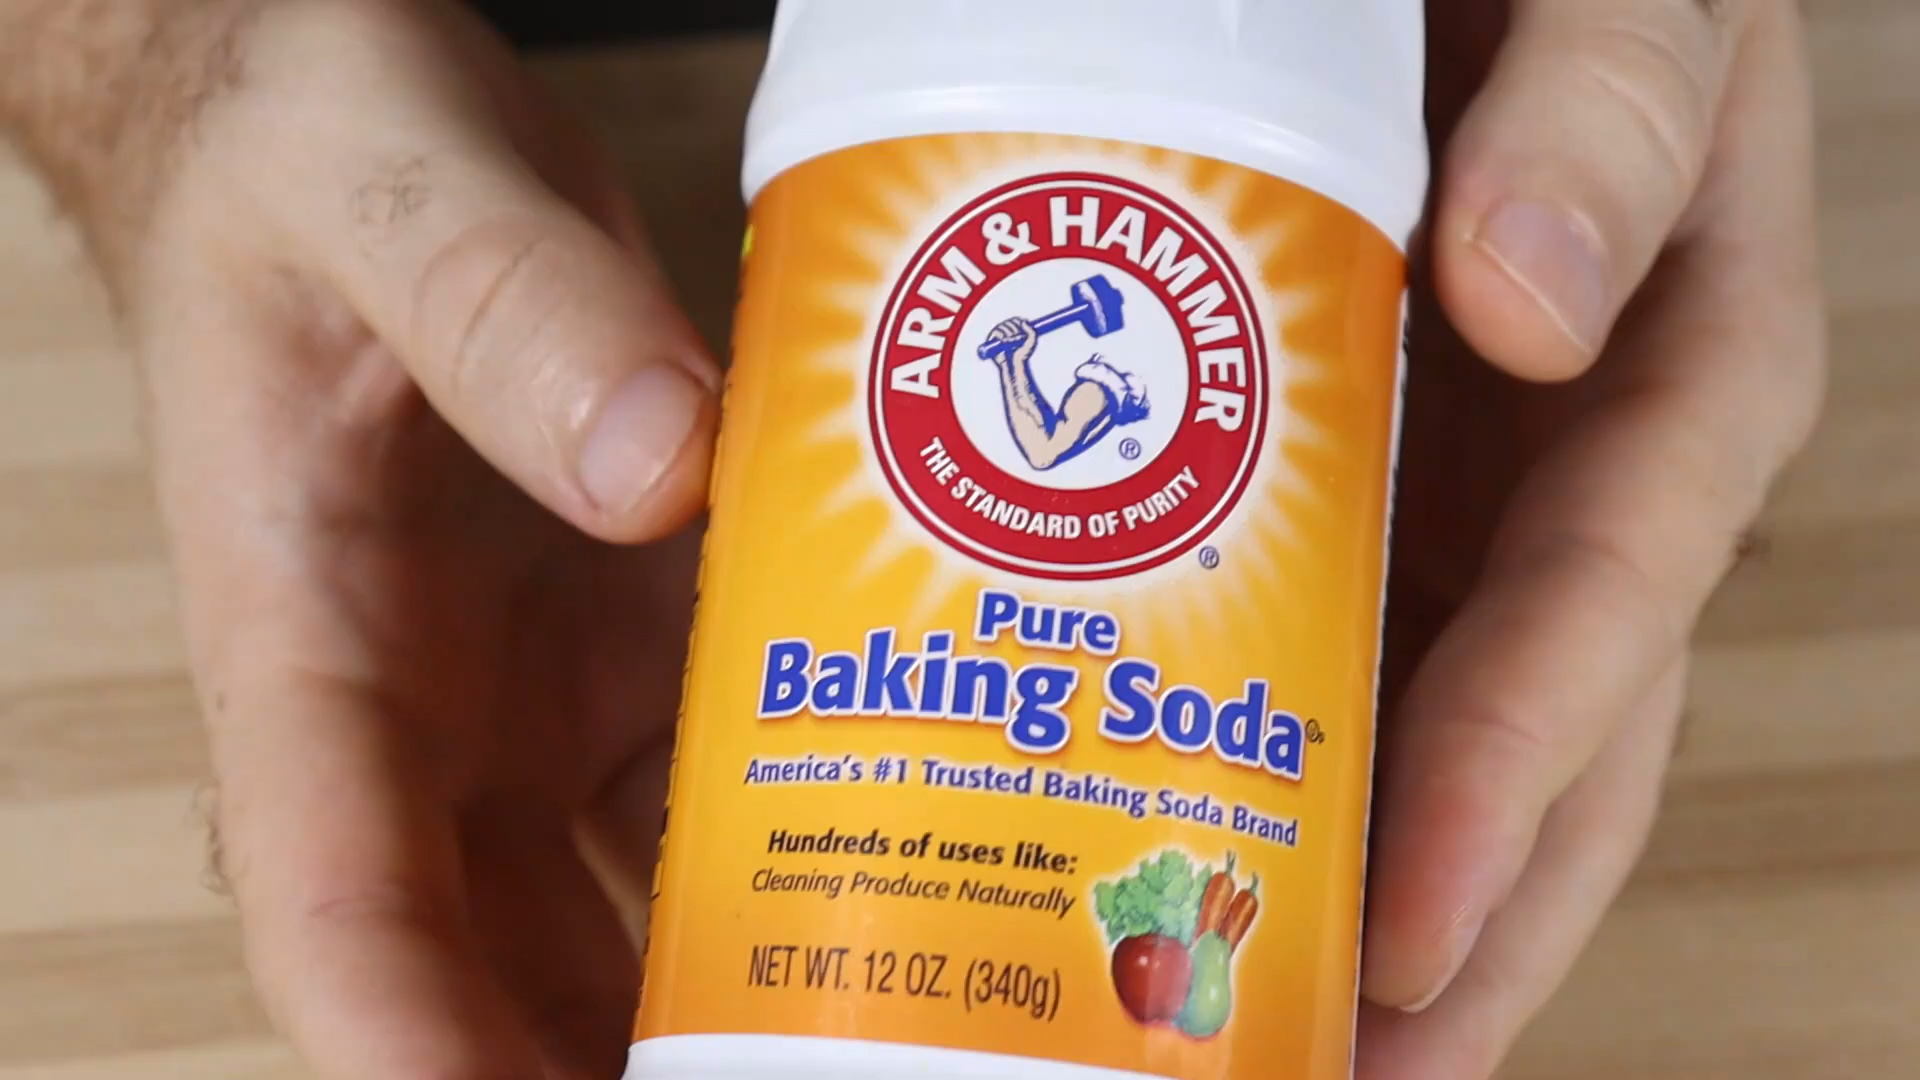 ARM & HAMMER
THE STANDARD OF PURITY
®
®
Pure
Baking Soda®
America's #1 Trusted Baking Soda Brand
Hundreds of uses like:
Cleaning Produce Naturally
NET WT. 12 OZ. (340g)